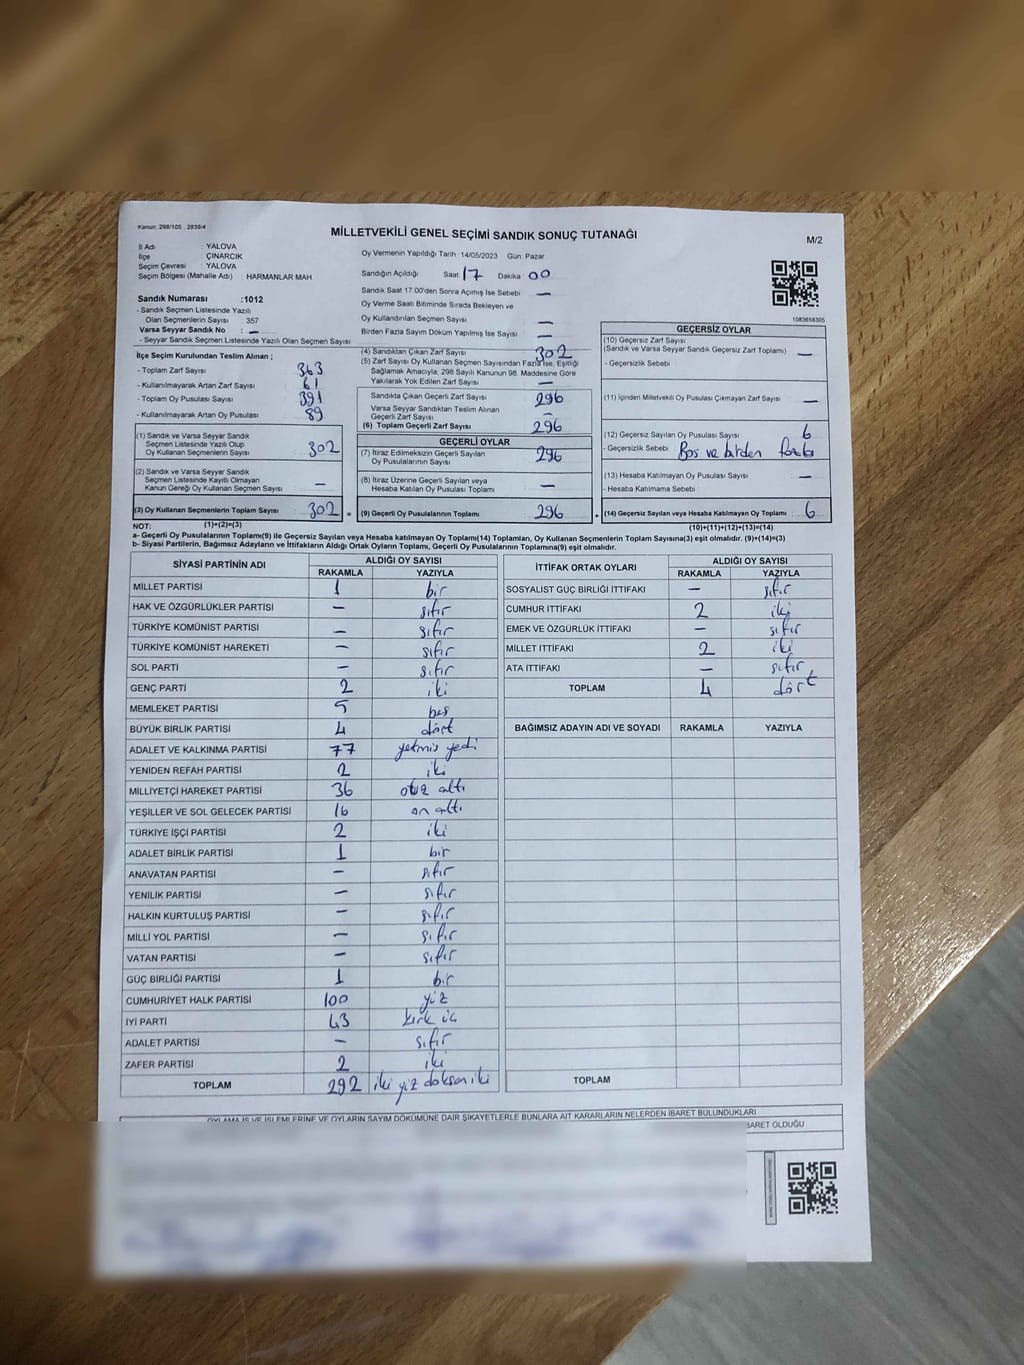 Kanun: 298/105 , 2839/4
MİLLETVEKİLİ GENEL SEÇİMİ SANDIK SONUÇ TUTANAĞI
M/2
İl Adı : YALOVA
İlçe : ÇINARCIK
Seçim Çevresi : YALOVA
Seçim Bölgesi (Mahalle Adı) : HARMANLAR MAH
Sandık Numarası : 1012
- Sandık Seçmen Listesinde Yazılı
Olan Seçmenlerin Sayısı : 357
Varsa Seyyar Sandık No : —
- Seyyar Sandık Seçmen Listesinde Yazılı Olan Seçmen Sayısı
Oy Vermenin Yapıldığı Tarih : 14/05/2023 Gün: Pazar
Sandığın Açıldığı Saat 17 Dakika 00
Sandık Saat 17.00'den Sonra Açılmış İse Sebebi —
Oy Verme Saati Bitiminde Sırada Bekleyen ve
Oy Kullandırılan Seçmen Sayısı —
Birden Fazla Sayım Döküm Yapılmış İse Sayısı —
1083658305
İlçe Seçim Kurulundan Teslim Alınan ;
- Toplam Zarf Sayısı 363
- Kullanılmayarak Artan Zarf Sayısı 61
- Toplam Oy Pusulası Sayısı 391
- Kullanılmayarak Artan Oy Pusulası 89
(1) Sandık ve Varsa Seyyar Sandık
Seçmen Listesinde Yazılı Olup
Oy Kullanan Seçmenlerin Sayısı 302
(2) Sandık ve Varsa Seyyar Sandık
Seçmen Listesinde Kayıtlı Olmayan
Kanun Gereği Oy Kullanan Seçmen Sayısı —
(3) Oy Kullanan Seçmenlerin Toplam Sayısı 302 =
(4) Sandıktan Çıkan Zarf Sayısı 302
(5) Zarf Sayısı Oy Kullanan Seçmen Sayısından Fazla İse, Eşitliği
Sağlamak Amacıyla, 298 Sayılı Kanunun 98. Maddesine Göre
Yakılarak Yok Edilen Zarf Sayısı —
Sandıkta Çıkan Geçerli Zarf Sayısı 296
Varsa Seyyar Sandıktan Teslim Alınan
Geçerli Zarf Sayısı —
(6) Toplam Geçerli Zarf Sayısı 296
GEÇERLİ OYLAR
(7) İtiraz Edilmeksizin Geçerli Sayılan
Oy Pusulalarının Sayısı 296
(8) İtiraz Üzerine Geçerli Sayılan veya
Hesaba Katılan Oy Pusulası Toplamı —
(9) Geçerli Oy Pusulalarının Toplamı 296 +
GEÇERSİZ OYLAR
(10) Geçersiz Zarf Sayısı
(Sandık ve Varsa Seyyar Sandık Geçersiz Zarf Toplamı) —
- Geçersizlik Sebebi
(11) İçinden Milletvekili Oy Pusulası Çıkmayan Zarf Sayısı —
(12) Geçersiz Sayılan Oy Pusulası Sayısı 6
- Geçersizlik Sebebi Boş ve birden fazla
(13) Hesaba Katılmayan Oy Pusulası Sayısı —
- Hesaba Katılmama Sebebi
(14) Geçersiz Sayılan veya Hesaba Katılmayan Oy Toplamı 6
NOT: (1)+(2)=(3)
(10)+(11)+(12)+(13)=(14)
a- Geçerli Oy Pusulalarının Toplamı(9) ile Geçersiz Sayılan veya Hesaba katılmayan Oy Toplamı(14) Toplamları, Oy Kullanan Seçmenlerin Toplam Sayısına(3) eşit olmalıdır. (9)+(14)=(3)
b- Siyasi Partilerin, Bağımsız Adayların ve İttifakların Aldığı Ortak Oyların Toplamı, Geçerli Oy Pusulalarının Toplamına(9) eşit olmalıdır.
SİYASİ PARTİNİN ADI ALDIĞI OY SAYISI
RAKAMLA YAZIYLA
MİLLET PARTİSİ 1 bir
HAK VE ÖZGÜRLÜKLER PARTİSİ — sıfır
TÜRKİYE KOMÜNİST PARTİSİ — sıfır
TÜRKİYE KOMÜNİST HAREKETİ — sıfır
SOL PARTİ — sıfır
GENÇ PARTİ 2 iki
MEMLEKET PARTİSİ 5 beş
BÜYÜK BİRLİK PARTİSİ 4 dört
ADALET VE KALKINMA PARTİSİ 77 yetmiş yedi
YENİDEN REFAH PARTİSİ 2 iki
MİLLİYETÇİ HAREKET PARTİSİ 36 otuz altı
YEŞİLLER VE SOL GELECEK PARTİSİ 16 on altı
TÜRKİYE İŞÇİ PARTİSİ 2 iki
ADALET BİRLİK PARTİSİ 1 bir
ANAVATAN PARTİSİ — sıfır
YENİLİK PARTİSİ — sıfır
HALKIN KURTULUŞ PARTİSİ — sıfır
MİLLİ YOL PARTİSİ — sıfır
VATAN PARTİSİ — sıfır
GÜÇ BİRLİĞİ PARTİSİ 1 bir
CUMHURİYET HALK PARTİSİ 100 yüz
İYİ PARTİ 43 kırk üç
ADALET PARTİSİ — sıfır
ZAFER PARTİSİ 2 iki
TOPLAM 292 iki yüz doksan iki
İTTİFAK ORTAK OYLARI ALDIĞI OY SAYISI
RAKAMLA YAZIYLA
SOSYALİST GÜÇ BİRLİĞİ İTTİFAKI — sıfır
CUMHUR İTTİFAKI 2 iki
EMEK VE ÖZGÜRLÜK İTTİFAKI — sıfır
MİLLET İTTİFAKI 2 iki
ATA İTTİFAKI — sıfır
TOPLAM 4 dört
BAĞIMSIZ ADAYIN ADI VE SOYADI RAKAMLA YAZIYLA
TOPLAM
OYLAMA İŞ VE İŞLEMLERİNE VE OYLARIN SAYIM DÖKÜMÜNE DAİR ŞİKAYETLERLE BUNLARA AİT KARARLARIN NELERDEN İBARET BULUNDUKLARI
BARET OLDUĞU